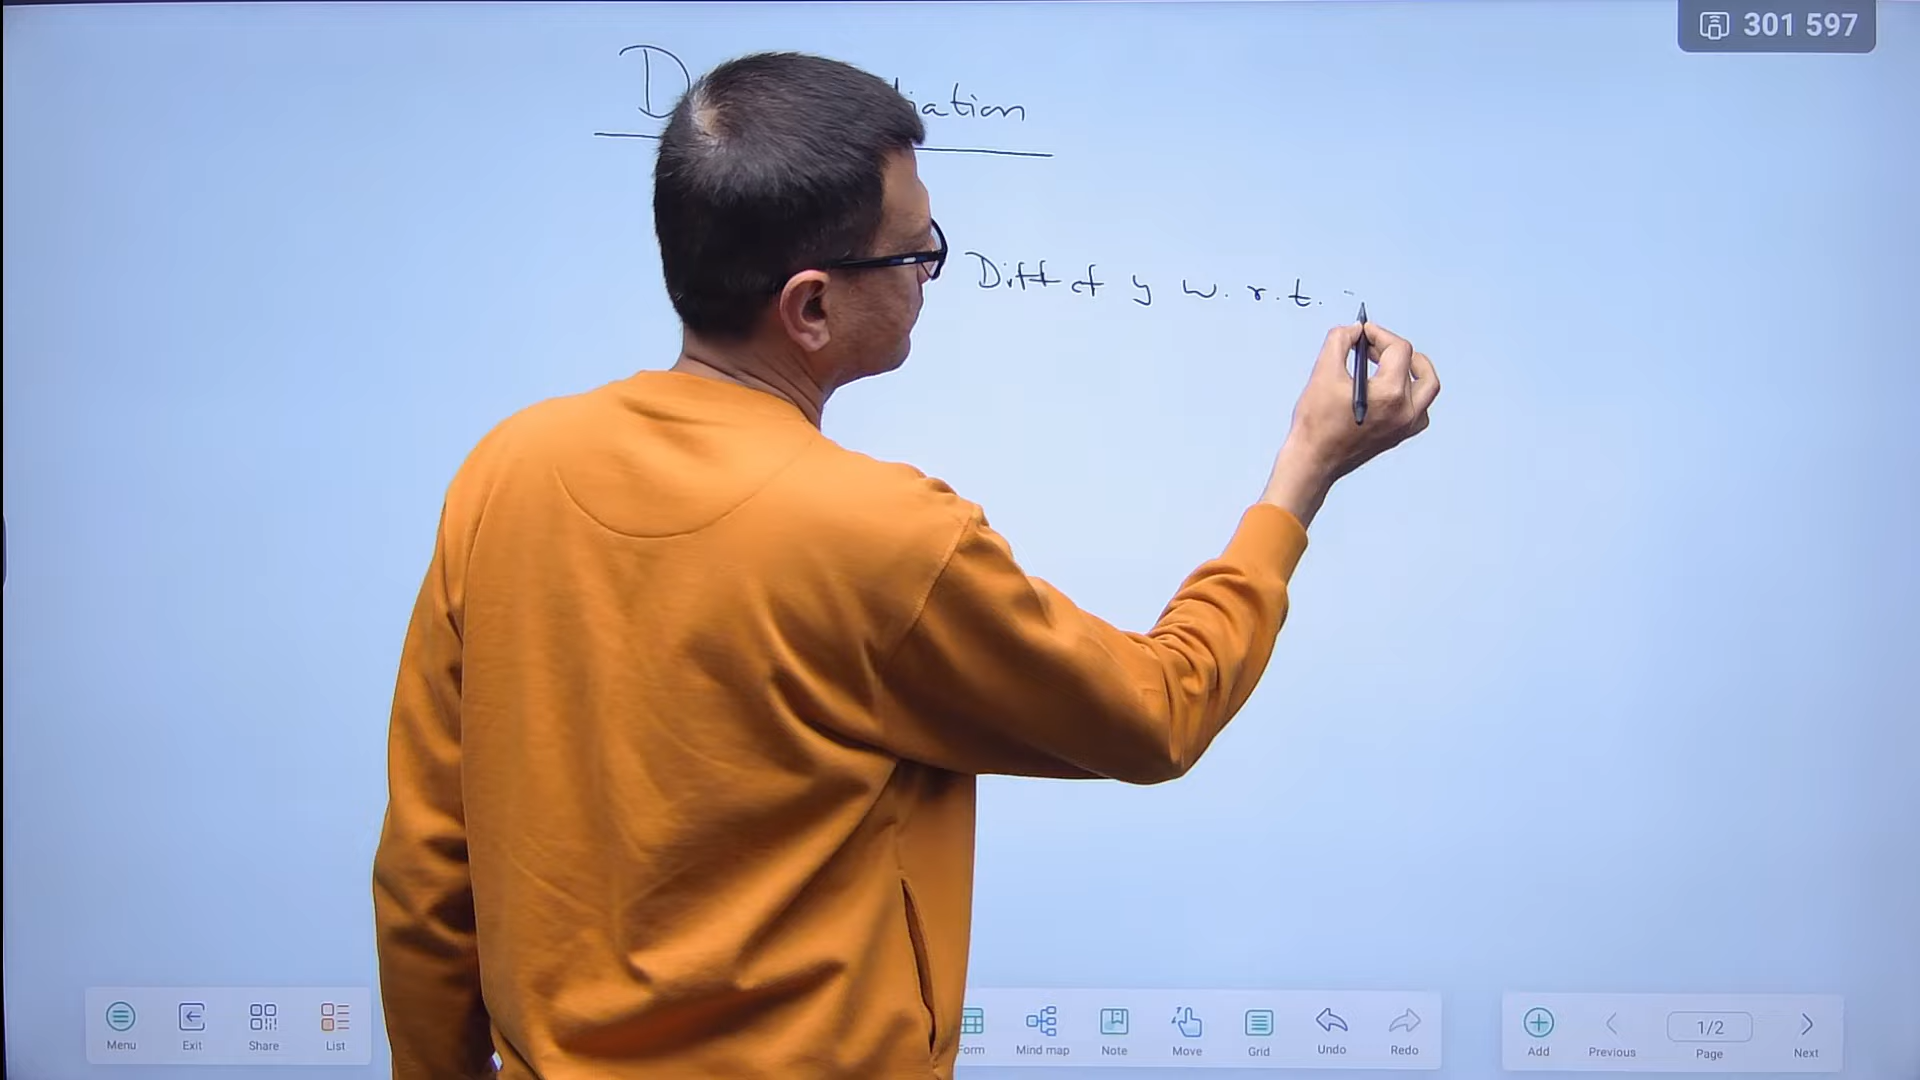 301 597
D iation
Diff of y w.r.t.
Menu Exit Share List Form Mind map Note Move Grid Undo Redo Add Previous 1/2 Page Next